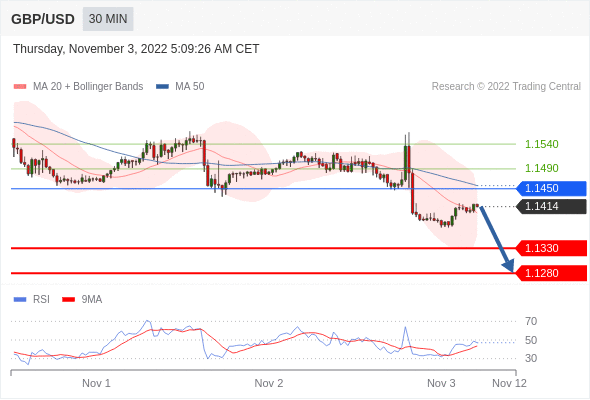 GBP/USD 30 MIN
Thursday, November 3, 2022 5:09:26 AM CET
MA 20 + Bollinger Bands MA 50 Research © 2022 Trading Central
1.1540
1.1490
1.1450
1.1414
1.1330
1.1280
RSI 9MA
70
50
30
Nov 1 Nov 2 Nov 3 Nov 12